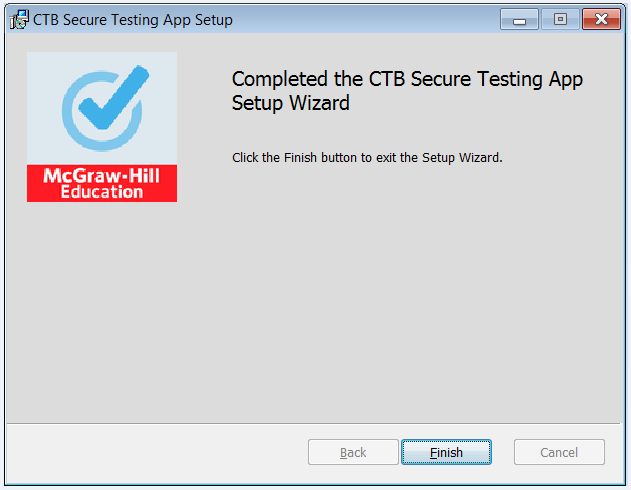 CTB Secure Testing App Setup
Completed the CTB Secure Testing App
Setup Wizard
Click the Finish button to exit the Setup Wizard.
McGraw-Hill
Education
Back
Finish
Cancel